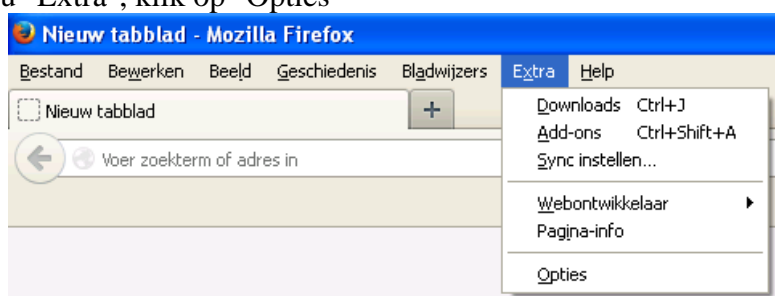 u "Extra", klik op "Opties"
Nieuw tabblad - Mozilla Firefox
Bestand Bewerken Beeld Geschiedenis Bladwijzers Extra Help
Nieuw tabblad +
Voer zoekterm of adres in
Downloads Ctrl+J
Add-ons Ctrl+Shift+A
Sync instellen...
Webontwikkelaar
Pagina-info
Opties